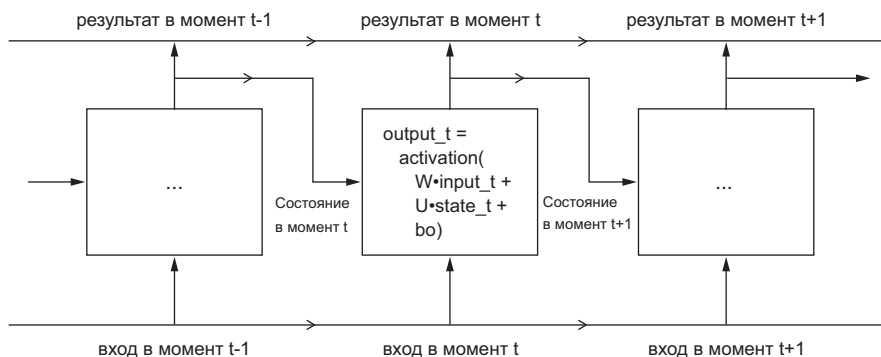 результат в момент t-1
результат в момент t
результат в момент t+1
...
output_t =
activation(
W•input_t +
U•state_t +
bo)
...
Состояние
в момент t
Состояние
в момент t+1
вход в момент t-1
вход в момент t
вход в момент t+1